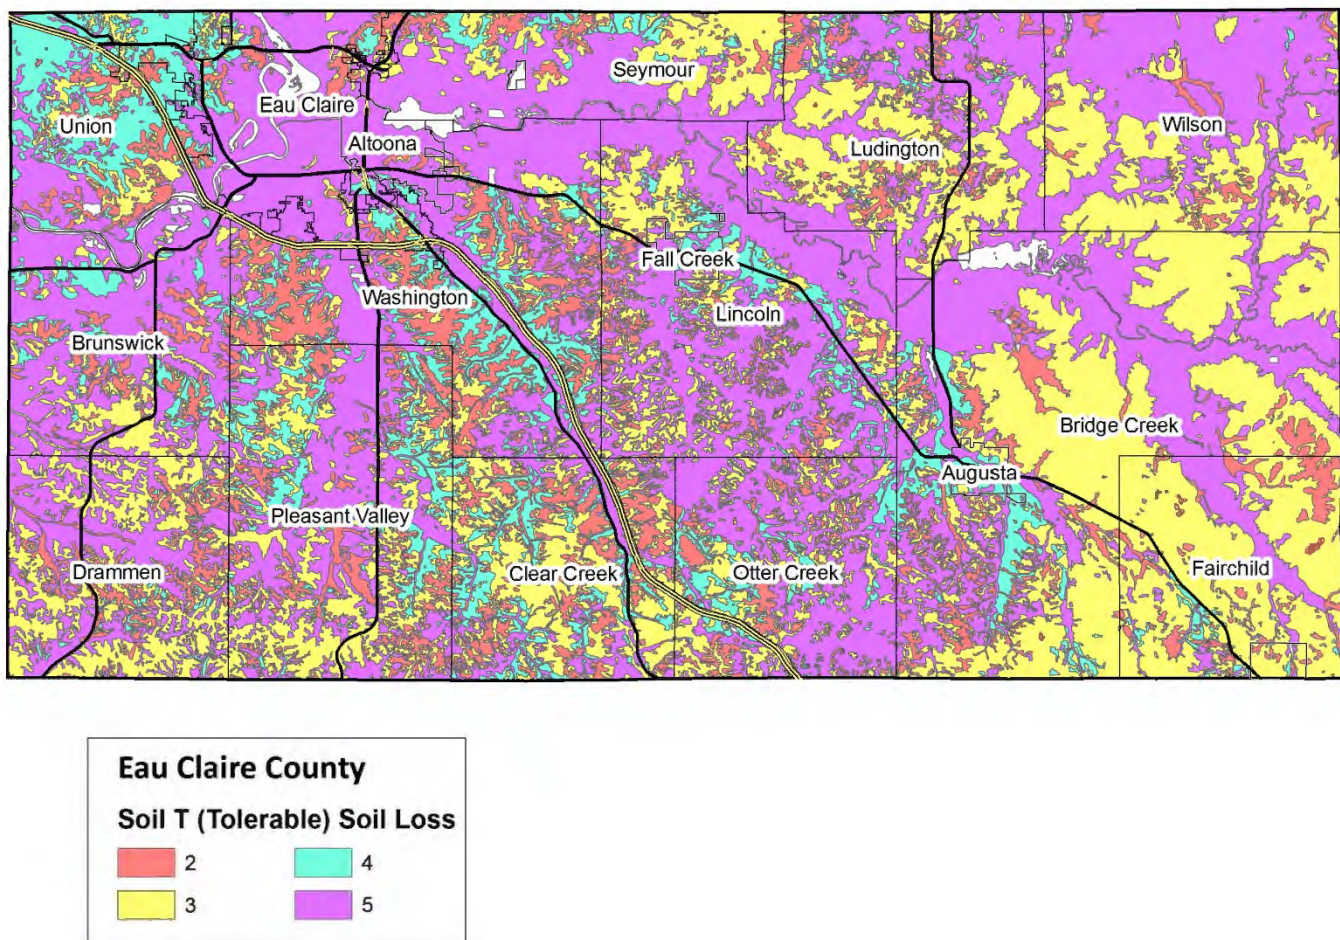 Seymour
Eau Claire
Union
Altoona
Ludington
Wilson
Fall Creek
Washington
Lincoln
Brunswick
Bridge Creek
Augusta
Pleasant Valley
Drammen
Clear Creek
Otter Creek
Fairchild
Eau Claire County
Soil T (Tolerable) Soil Loss
2 4
3 5